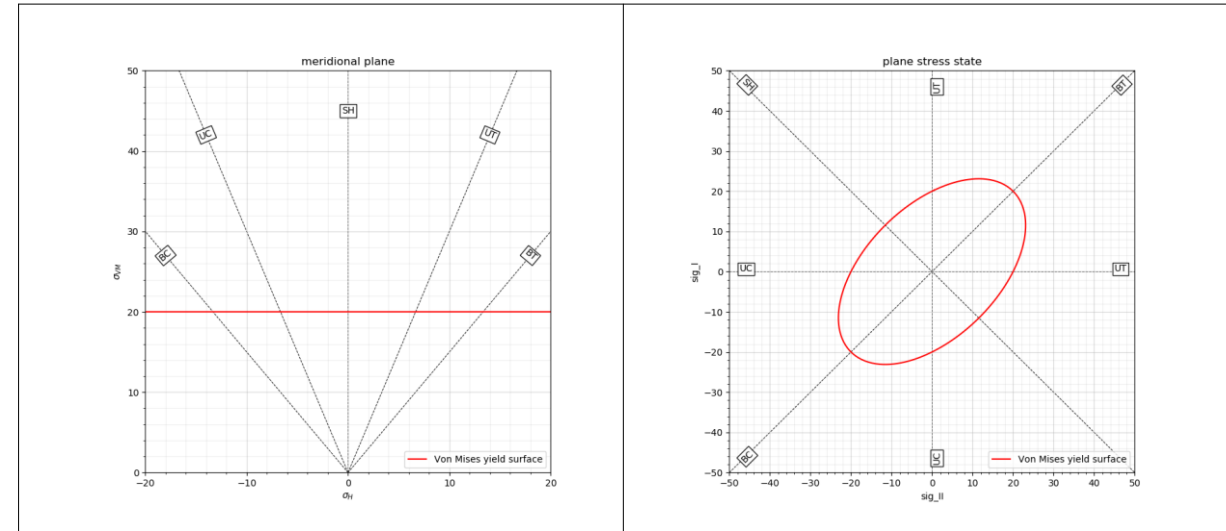 meridional plane
50
40
30
20
10
0
σ_VM
UC
SH
UT
BC
BT
Von Mises yield surface
−20
−10
0
10
20
σ_H
plane stress state
50
40
30
20
10
0
−10
−20
−30
−40
−50
sig_I
SH
UT
BT
UC
UT
BC
UC
Von Mises yield surface
−50
−40
−30
−20
−10
0
10
20
30
40
50
sig_II